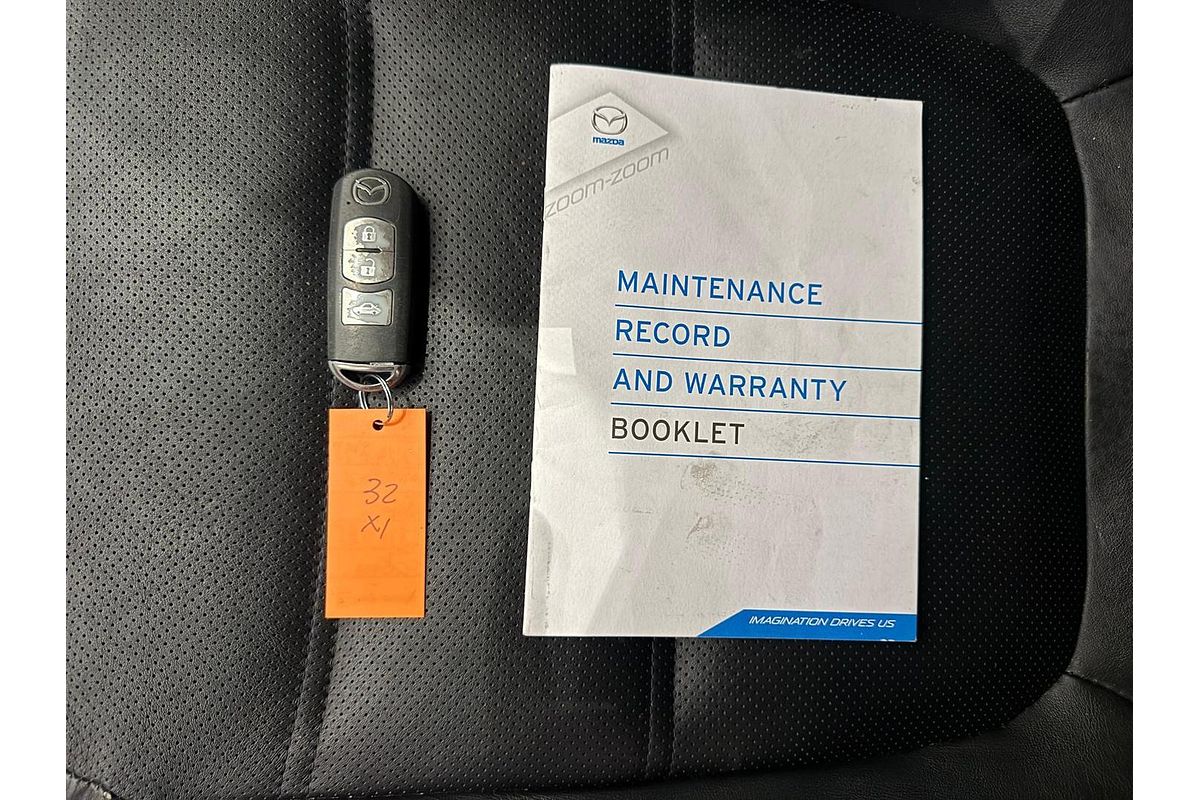 mazda
zoom-zoom
MAINTENANCE
RECORD
AND WARRANTY
BOOKLET
IMAGINATION DRIVES US
32
x1